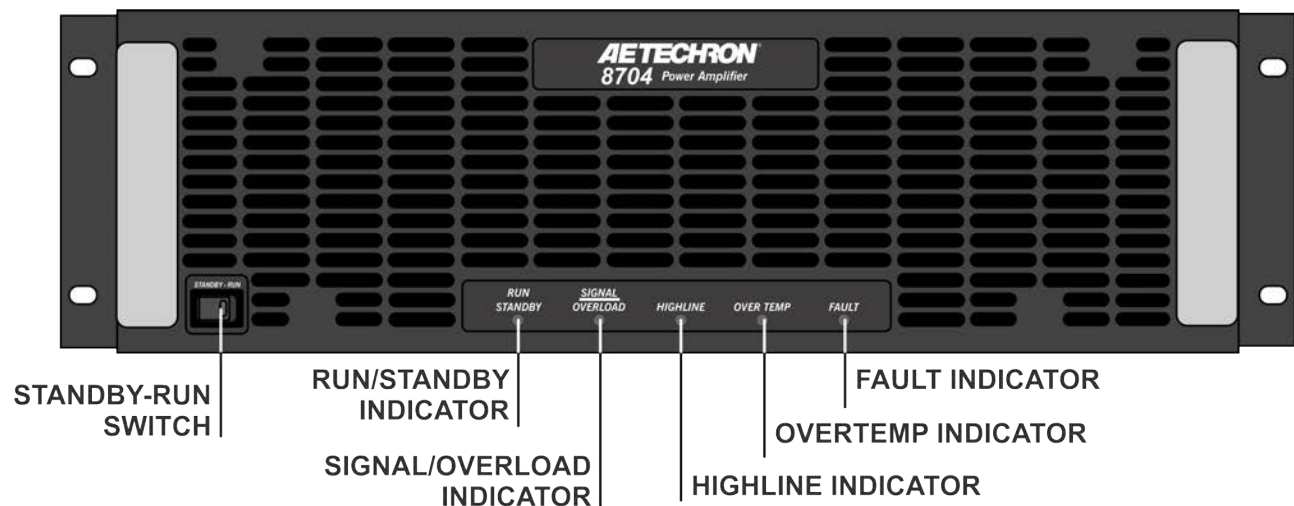 AETECHRON
8704 Power Amplifier
STANDBY - RUN
RUN
STANDBY
SIGNAL
OVERLOAD
HIGHLINE
OVER TEMP
FAULT
STANDBY-RUN
SWITCH
RUN/STANDBY
INDICATOR
SIGNAL/OVERLOAD
INDICATOR
HIGHLINE INDICATOR
OVERTEMP INDICATOR
FAULT INDICATOR